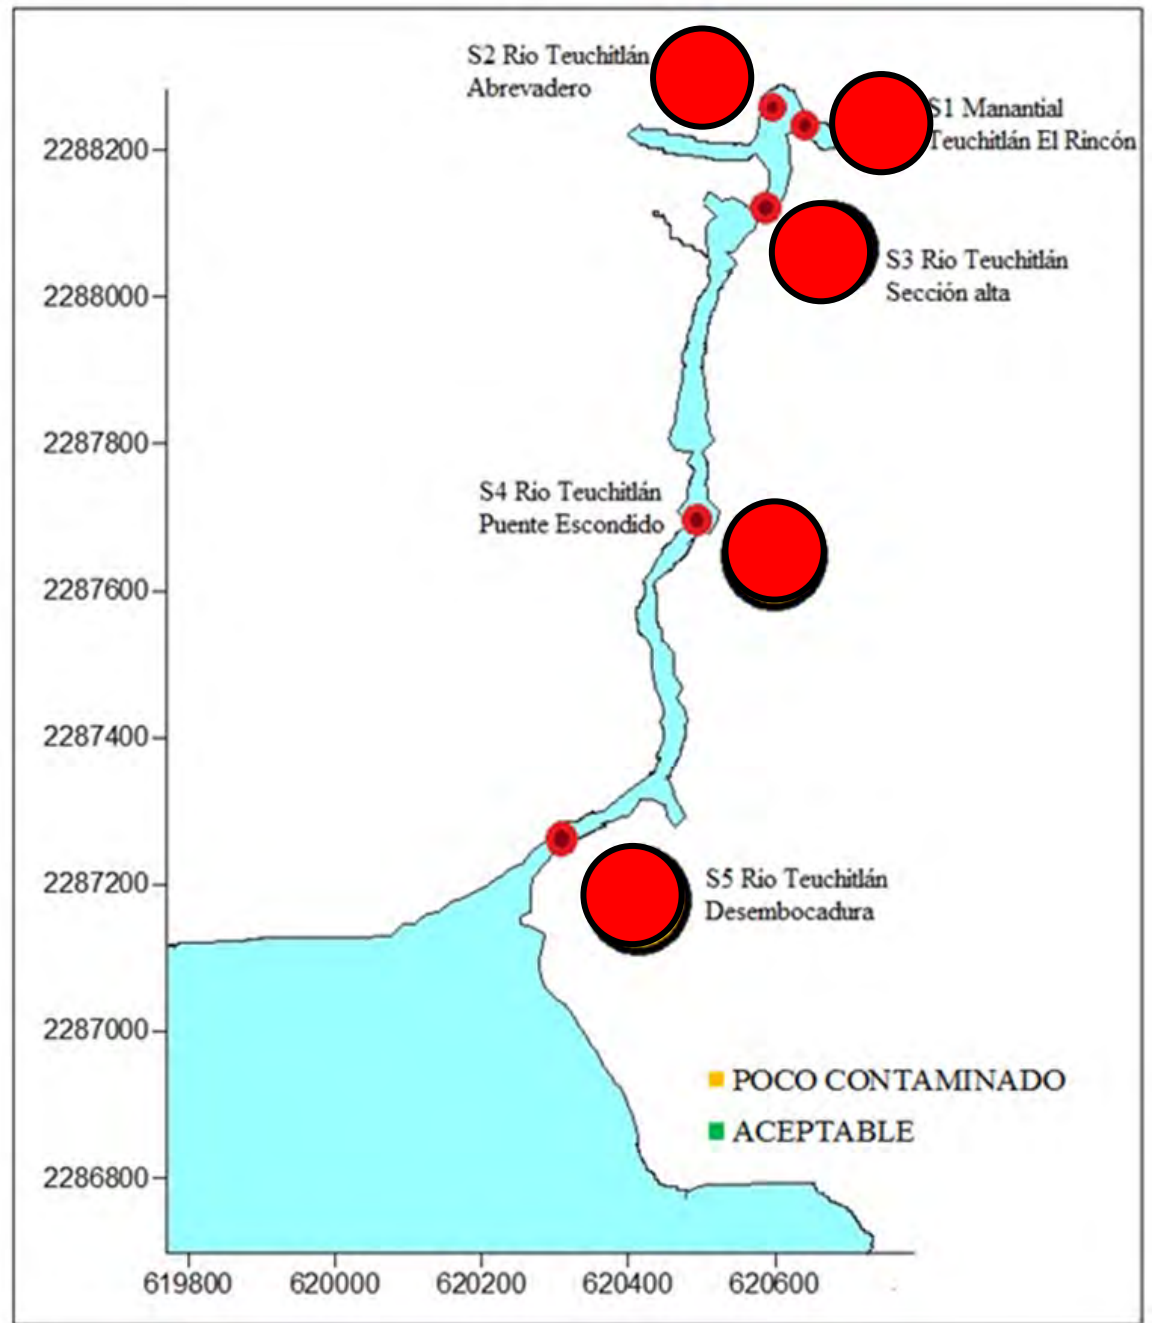 S2 Rio Teuchitlán
Abrevadero
S1 Manantial
Teuchitlán El Rincón
2288200
S3 Rio Teuchitlán
Sección alta
2288000
2287800
S4 Rio Teuchitlán
Puente Escondido
2287600
2287400
2287200
S5 Rio Teuchitlán
Desembocadura
2287000
POCO CONTAMINADO
ACEPTABLE
2286800
619800 620000 620200 620400 620600